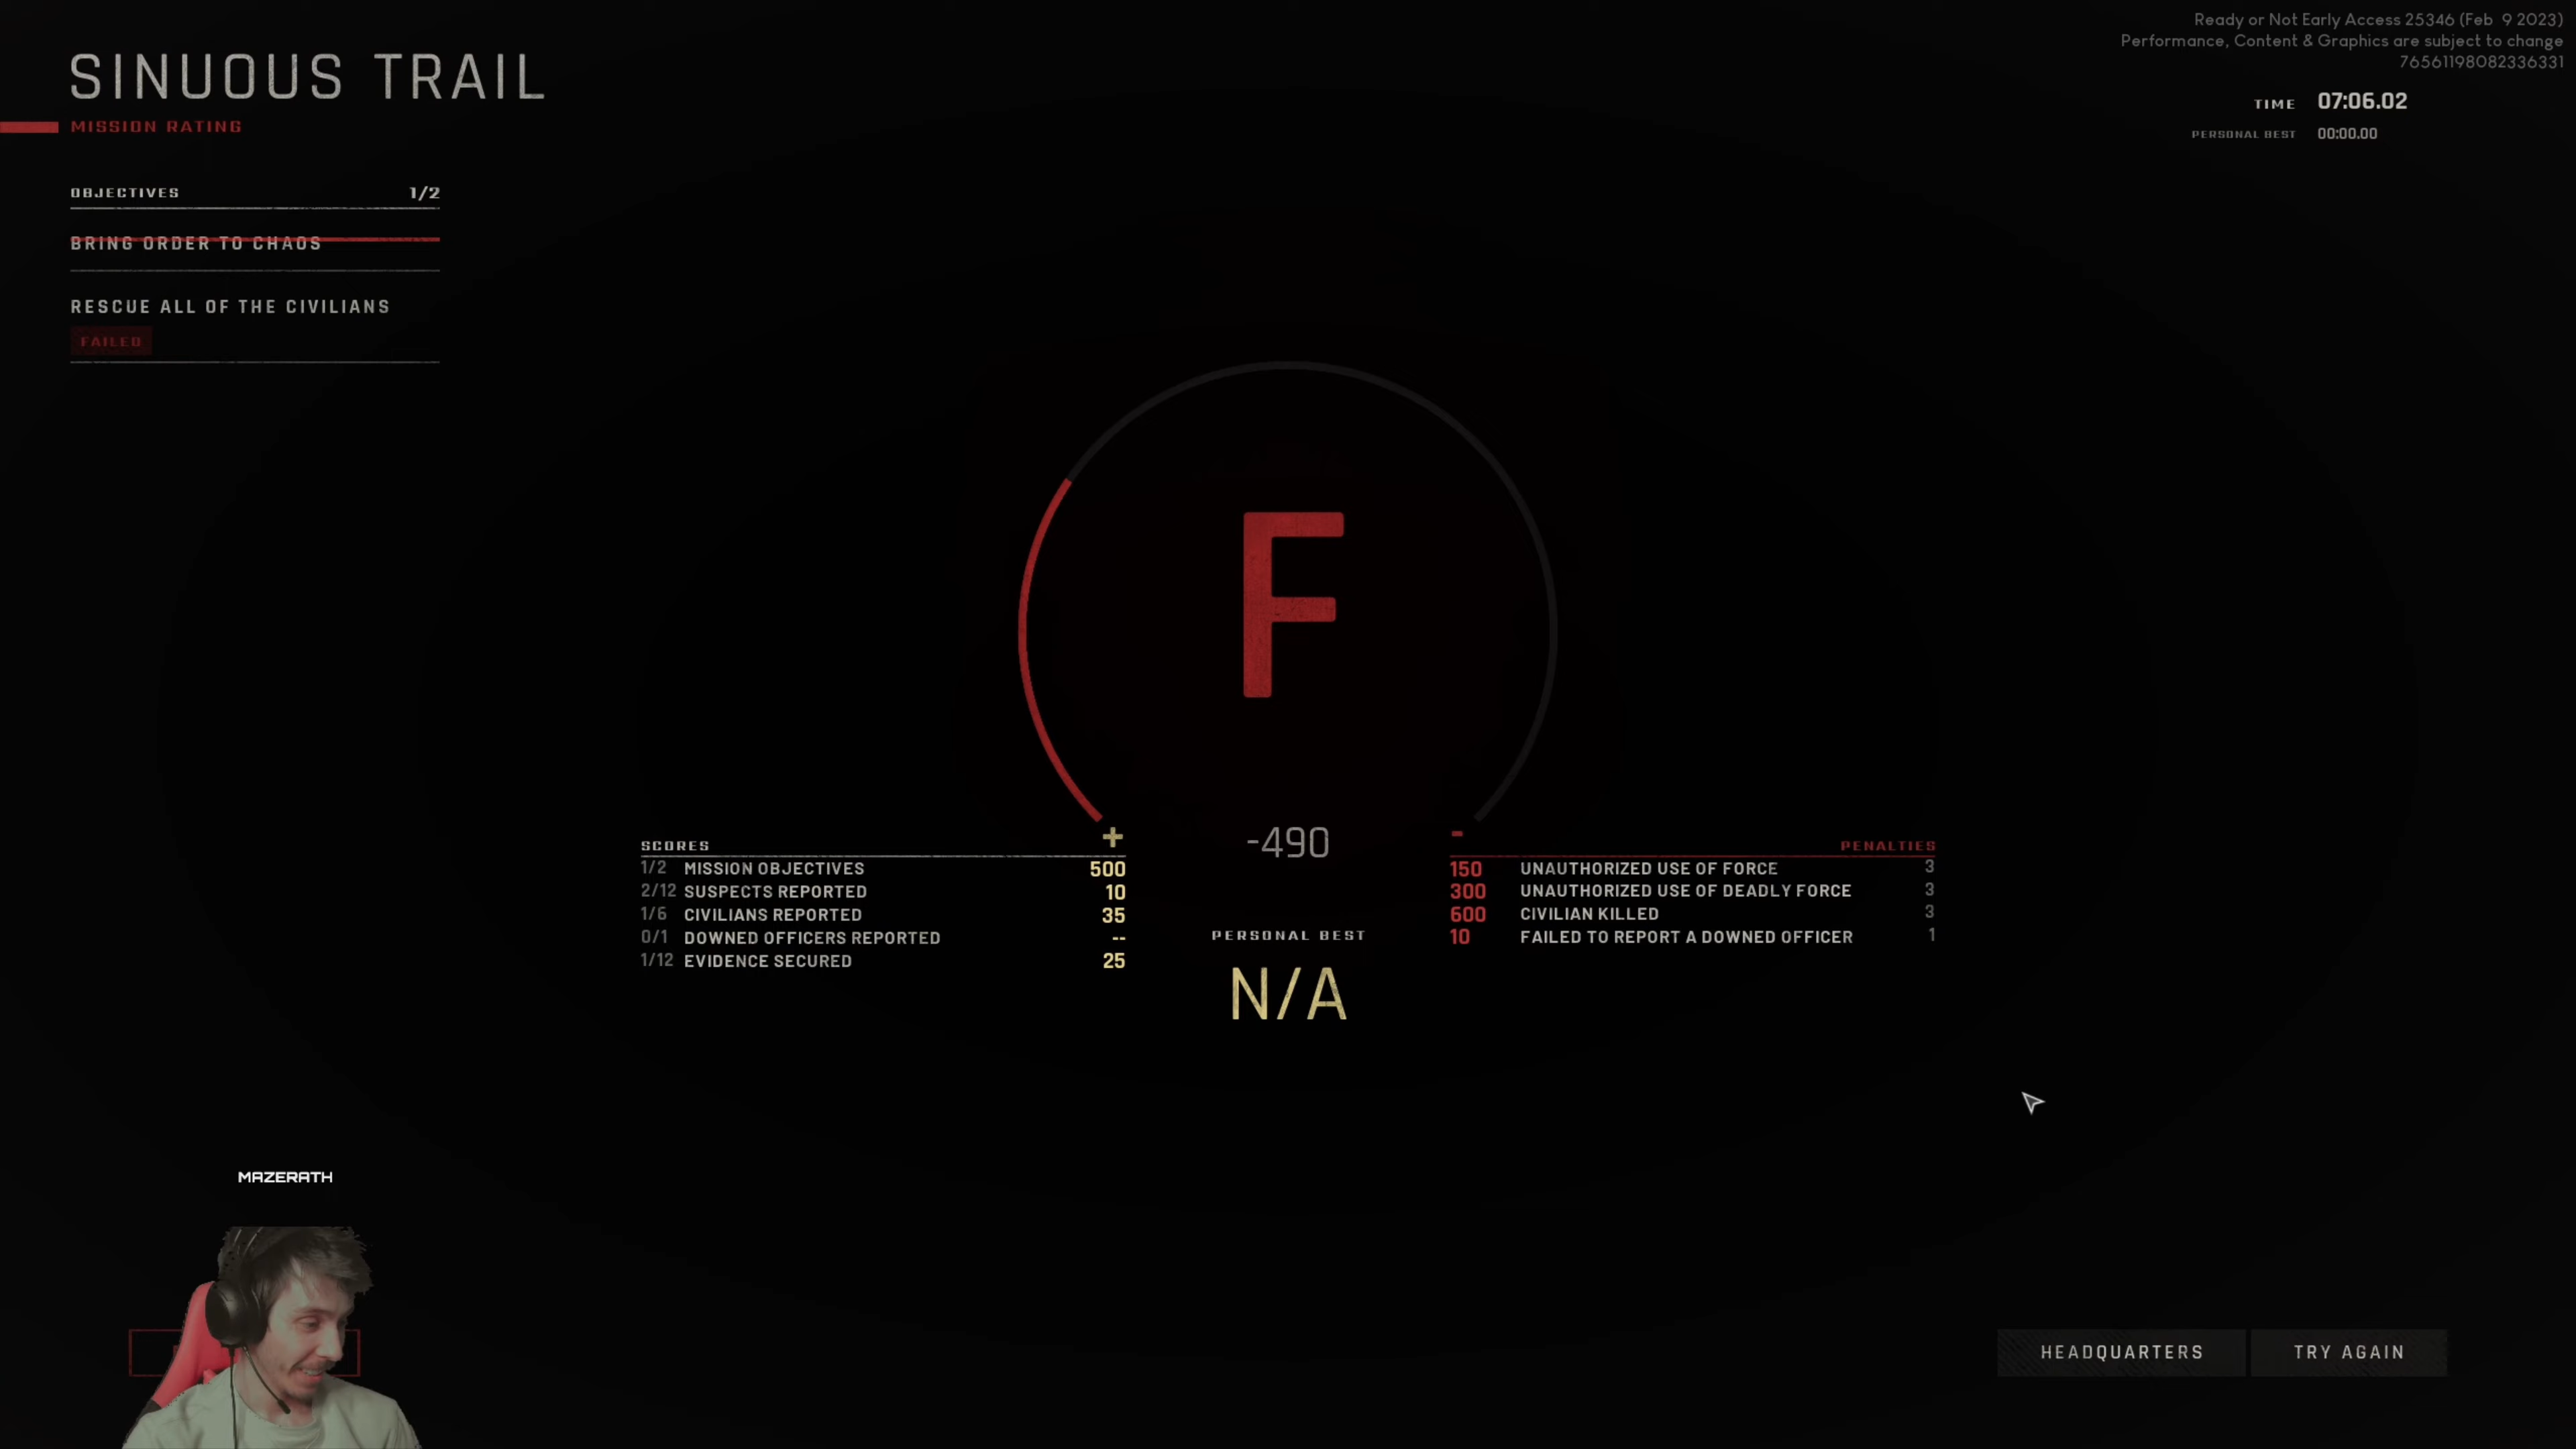 Ready or Not Early Access 25346 (Feb 9 2023)
Performance, Content & Graphics are subject to change
76561198082336331
SINUOUS TRAIL
MISSION RATING
TIME 07:06.02
PERSONAL BEST 00:00.00
OBJECTIVES 1/2
BRING ORDER TO CHAOS
RESCUE ALL OF THE CIVILIANS
FAILED
F
-490
SCORES +
1/2 MISSION OBJECTIVES 500
2/12 SUSPECTS REPORTED 10
1/6 CIVILIANS REPORTED 35
0/1 DOWNED OFFICERS REPORTED --
1/12 EVIDENCE SECURED 25
PERSONAL BEST
N/A
- PENALTIES
150 UNAUTHORIZED USE OF FORCE 3
300 UNAUTHORIZED USE OF DEADLY FORCE 3
600 CIVILIAN KILLED 3
10 FAILED TO REPORT A DOWNED OFFICER 1
MAZERATH
HEADQUARTERS
TRY AGAIN